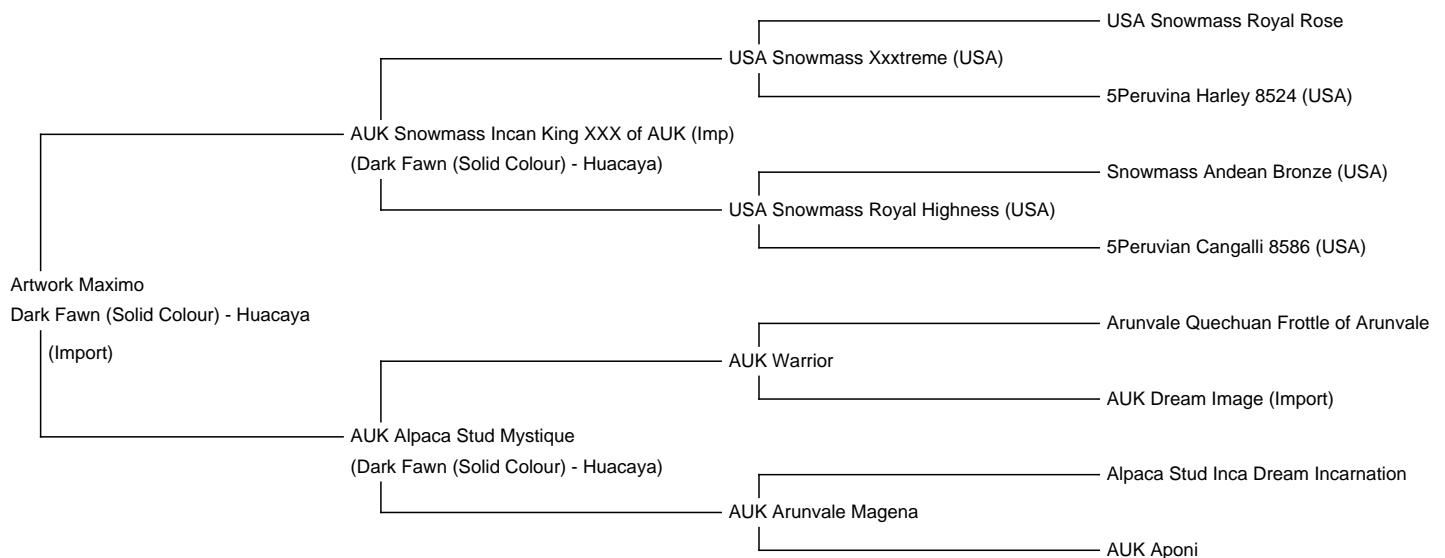 USA Snowmass Royal Rose
USA Snowmass Xxxtreme (USA)
5Peruvina Harley 8524 (USA)
AUK Snowmass Incan King XXX of AUK (Imp)
(Dark Fawn (Solid Colour) - Huacaya)
Snowmass Andean Bronze (USA)
USA Snowmass Royal Highness (USA)
5Peruvian Cangalli 8586 (USA)
Artwork Maximo
Dark Fawn (Solid Colour) - Huacaya
(Import)
Arunvale Quechuan Frottle of Arunvale
AUK Warrior
AUK Dream Image (Import)
AUK Alpaca Stud Mystique
(Dark Fawn (Solid Colour) - Huacaya)
Alpaca Stud Inca Dream Incarnation
AUK Arunvale Magena
AUK Aponi